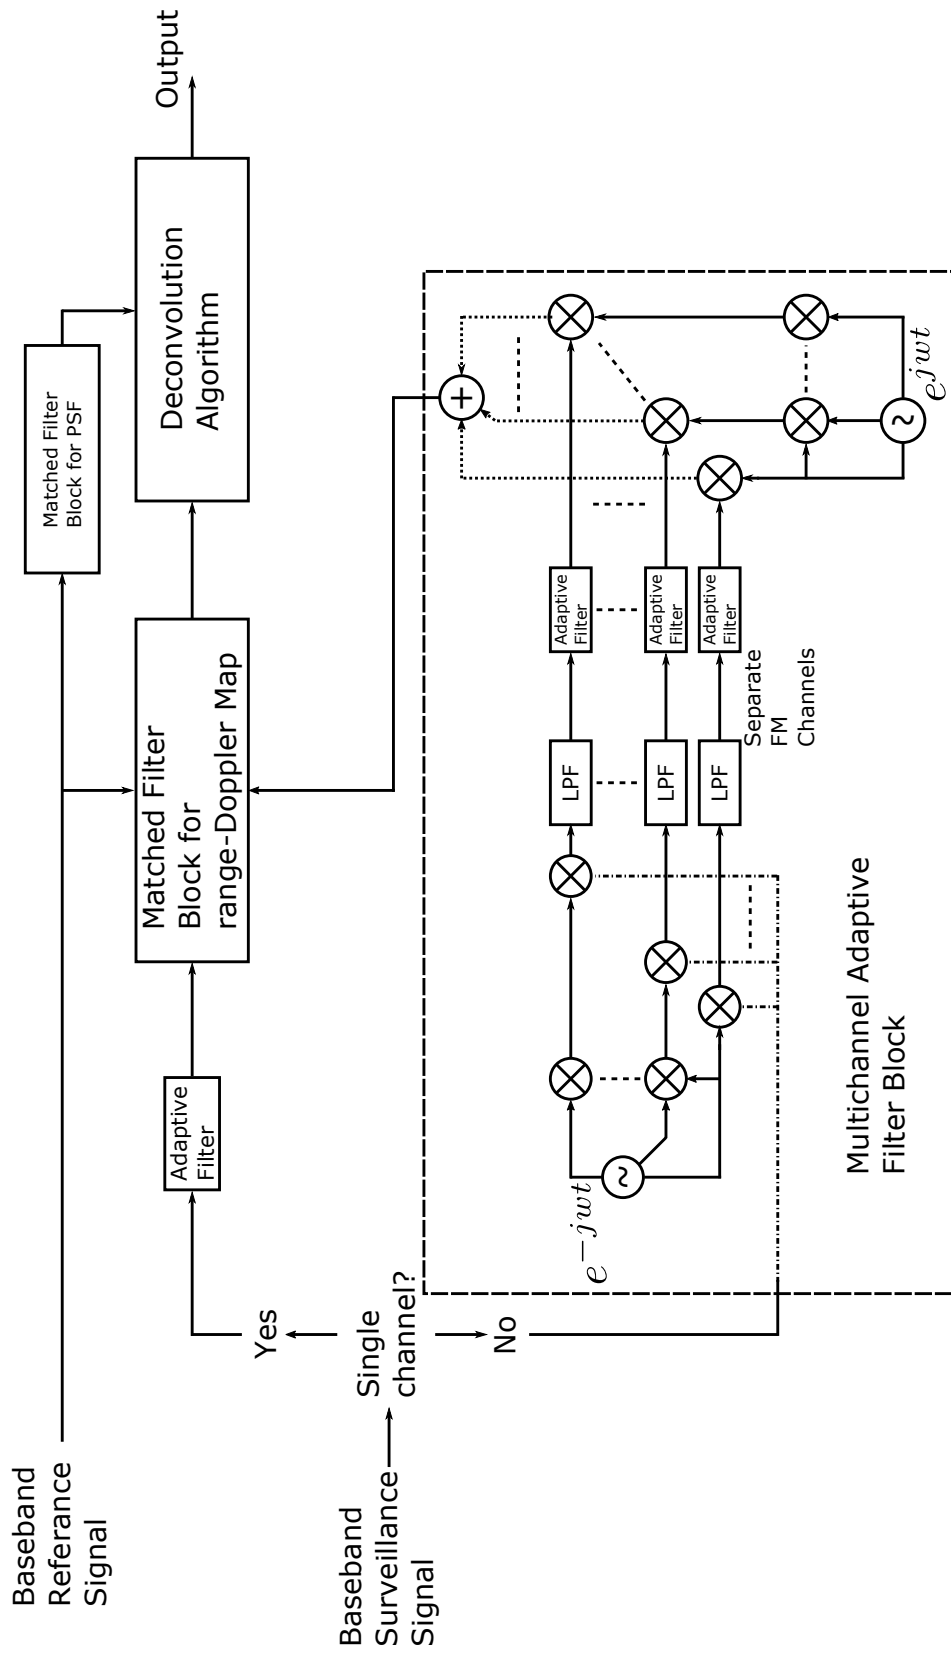 Baseband
Referance
Signal
Matched Filter
Block for PSF
Adaptive
Filter
Matched Filter
Block for
range-Doppler Map
Deconvolution
Algorithm
Output
Yes
Baseband
Surveillance
Signal
Single
channel?
No
+
e^{-jwt}
~
LPF
Adaptive
Filter
LPF
Adaptive
Filter
LPF
Adaptive
Filter
Separate
FM
Channels
~
e^{jwt}
Multichannel Adaptive
Filter Block